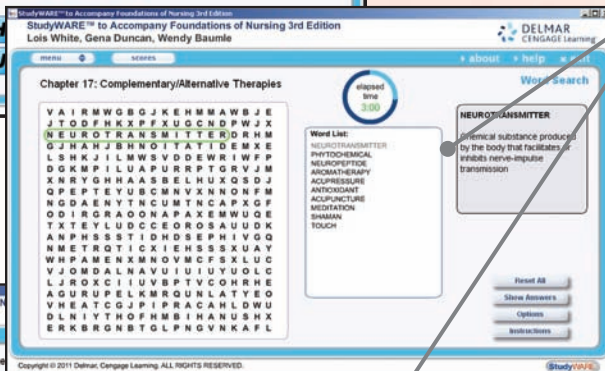 StudyWARE™ to Accompany Foundations of Nursing 3rd Edition
StudyWARE™ to Accompany Foundations of Nursing 3rd Edition
Lois White, Gena Duncan, Wendy Baumle
DELMAR
CENGAGE Learning
menu
scores
about
help
exit
Chapter 17: Complementary/Alternative Therapies
elapsed
time
3:00
Word Search
V A I R M W G B G J K E H M M A W B J E
J T O D F H K X P F X U G C N D P W J X
N E U R O T R A N S M I T T E R D R H M
G J H A H J B H N O I T A T I D E M X E
L S H K J I L M W S V D D E W R I W F P
D G K M P I L U A P U R R P T G R V J M
X N R Y G H H A A S B E L H U X Q S D J
Q P E P T E Y U B C M N V X N N O N F M
N G D A E N Y T N C U M T N C A P X G F
O D I R G R A O O N A P A X E M W U Q E
T X T E Y L U D C C E O R O S A U U D K
A N P H S S S T I D H D S E P H I V G Q
N M E T R Q T I C X I E H S S S X U A Y
W H P A M E N X M N O V M C F S X L U C
V J O M D A L N A V U I U I U Y U O L C
L J R O X C I I U V B P T V C O H R H E
A G U R U P E L K M R Q U N L A T Y E O
V H E A T C G J P I P R A C A H L D W U
D L N I Y T H O F H M B I H A N U S H X
E R K B R G N B T G L P N G V N K A F L
Word List:
NEUROTRANSMITTER
PHYTOCHEMICAL
NEUROPEPTIDE
AROMATHERAPY
ACUPRESSURE
ANTIOXIDANT
ACUPUNCTURE
MEDITATION
SHAMAN
TOUCH
NEUROTRANSMITTER
Chemical substance produced
by the body that facilitates or
inhibits nerve-impulse
transmission
Reset All
Show Answers
Options
Instructions
Copyright © 2011 Delmar, Cengage Learning. ALL RIGHTS RESERVED.
StudyWARE